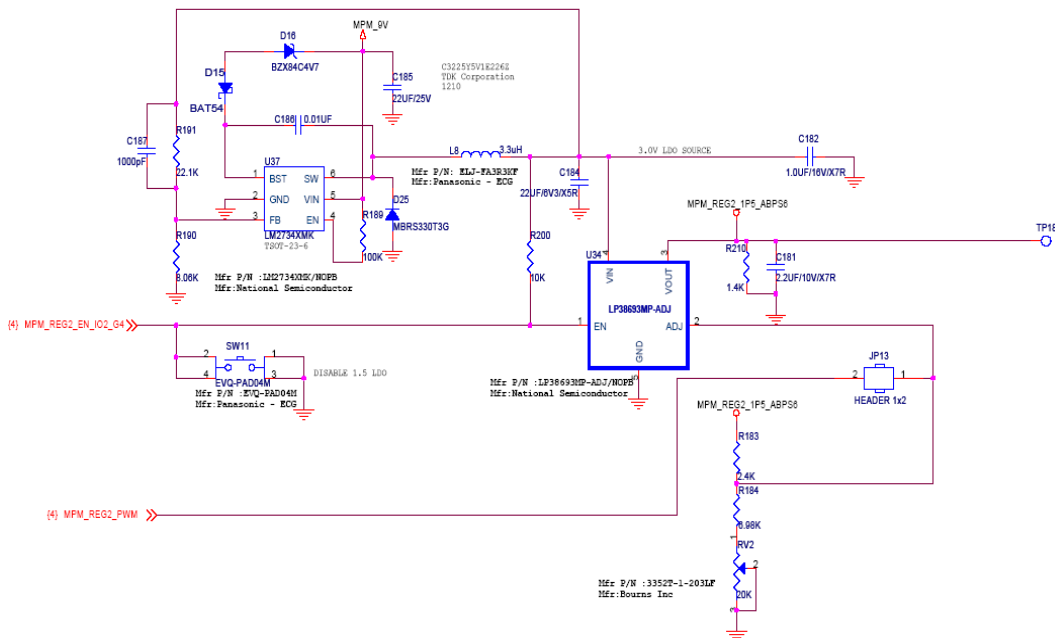 MPM_9V
D16
BZX84C4V7
C185
22UF/25V
C3225Y5V1E226Z
TDK Corporation
1210
D15
BAT54
C186
0.01UF
C187
1000pF
R191
22.1K
U37
1
BST
SW
6
2
GND
VIN
5
3
FB
EN
4
LM2734XMK
TSOT-23-6
R189
100K
D25
MBRS330T3G
L8
3.3uH
Mfr P/N: ELJ-FA3R3KF
Mfr:Panasonic - ECG
C184
22UF/6V3/X5R
3.0V LDO SOURCE
C182
1.0UF/16V/X7R
R190
8.06K
Mfr P/N :LM2734XMK/NOPB
Mfr:National Semiconductor
R200
10K
MPM_REG2_1P5_ABPS6
TP18
R210
1.4K
C181
2.2UF/10V/X7R
U34
4
3
VIN
VOUT
LP38693MP-ADJ
1
EN
ADJ
2
GND
5
Mfr P/N :LP38693MP-ADJ/NOPB
Mfr:National Semiconductor
{4} MPM_REG2_EN_IO2_G4
SW11
2
1
4
3
EVQ-PAD04M
Mfr P/N :EVQ-PAD04M
Mfr:Panasonic - ECG
DISABLE 1.5 LDO
JP13
2
1
HEADER 1x2
MPM_REG2_1P5_ABPS6
R183
2.4K
R184
6.98K
{4} MPM_REG2_PWM
1
RV2
2
20K
3
Mfr P/N :3352T-1-203LF
Mfr:Bourns Inc